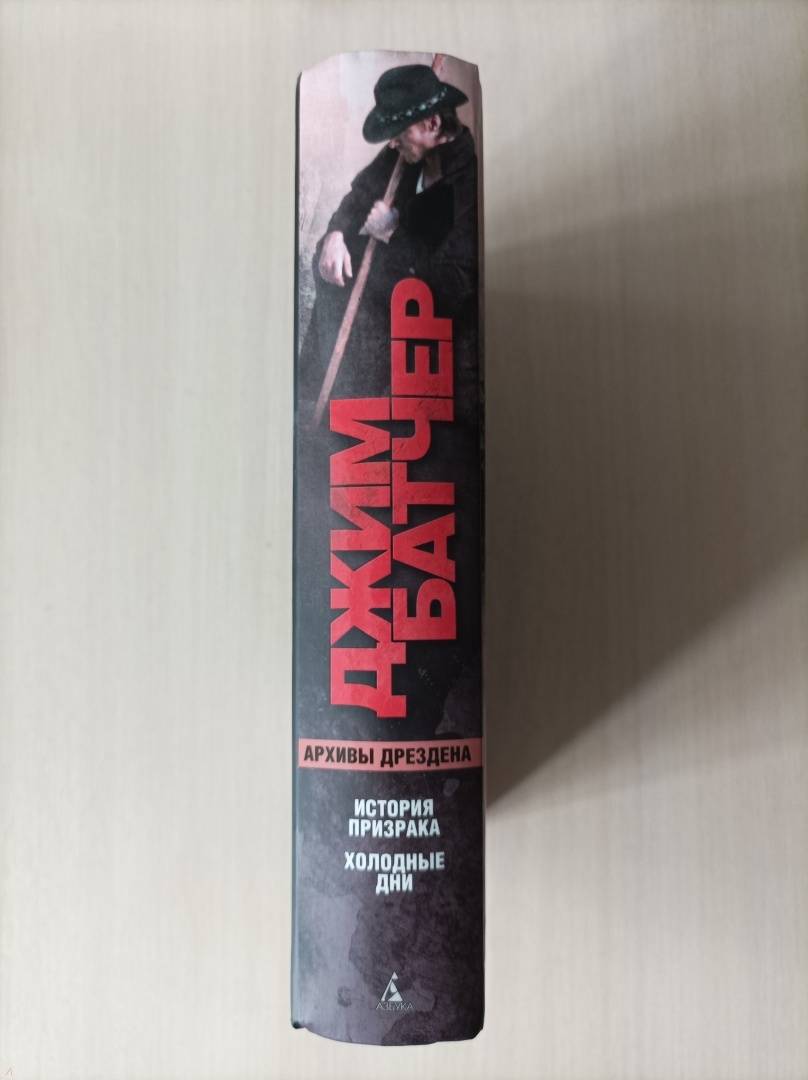 ДЖИМ
БАТЧЕР
АРХИВЫ ДРЕЗДЕНА
ИСТОРИЯ
ПРИЗРАКА
ХОЛОДНЫЕ
ДНИ
АЗБУКА